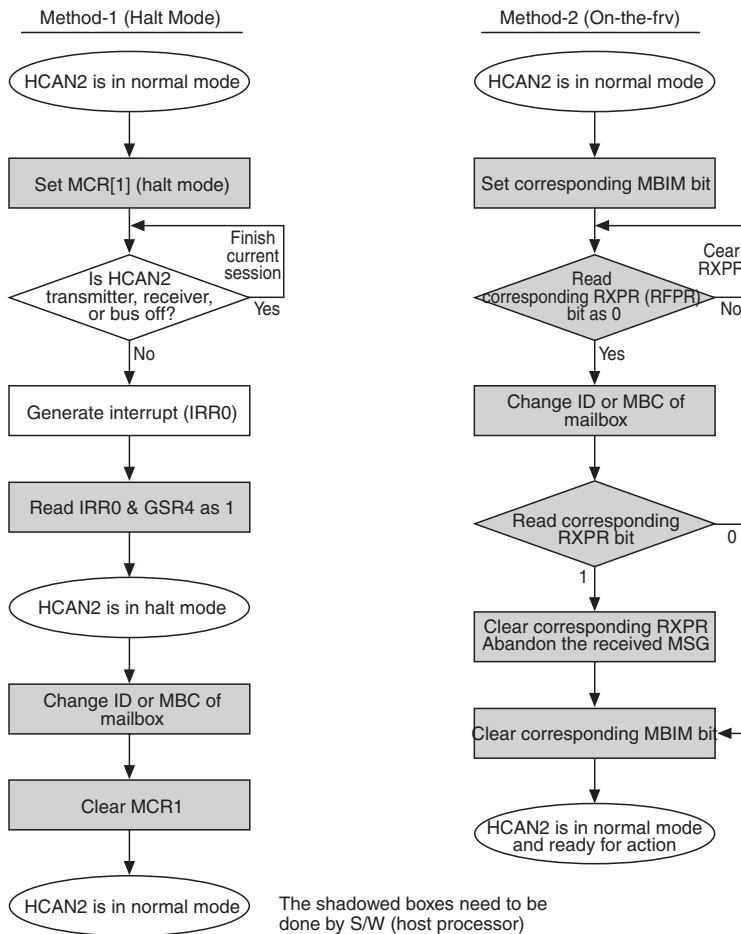 Method-1 (Halt Mode)
HCAN2 is in normal mode
Set MCR[1] (halt mode)
Finish
current
session
Is HCAN2
transmitter, receiver,
or bus off?
Yes
No
Generate interrupt (IRR0)
Read IRR0 & GSR4 as 1
HCAN2 is in halt mode
Change ID or MBC of
mailbox
Clear MCR1
HCAN2 is in normal mode
Method-2 (On-the-frv)
HCAN2 is in normal mode
Set corresponding MBIM bit
Cear
RXPR
Read
corresponding RXPR (RFPR)
bit as 0
No
Yes
Change ID or MBC of
mailbox
Read corresponding
RXPR bit
0
1
Clear corresponding RXPR
Abandon the received MSG
Clear corresponding MBIM bit
HCAN2 is in normal mode
and ready for action
The shadowed boxes need to be
done by S/W (host processor)